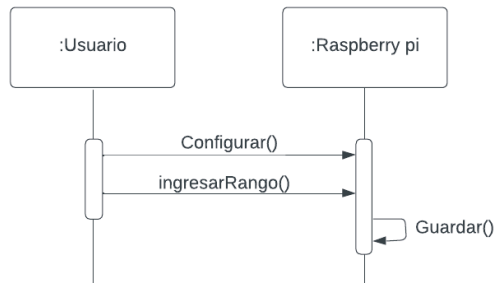 :Usuario
:Raspberry pi
Configurar()
ingresarRango()
Guardar()